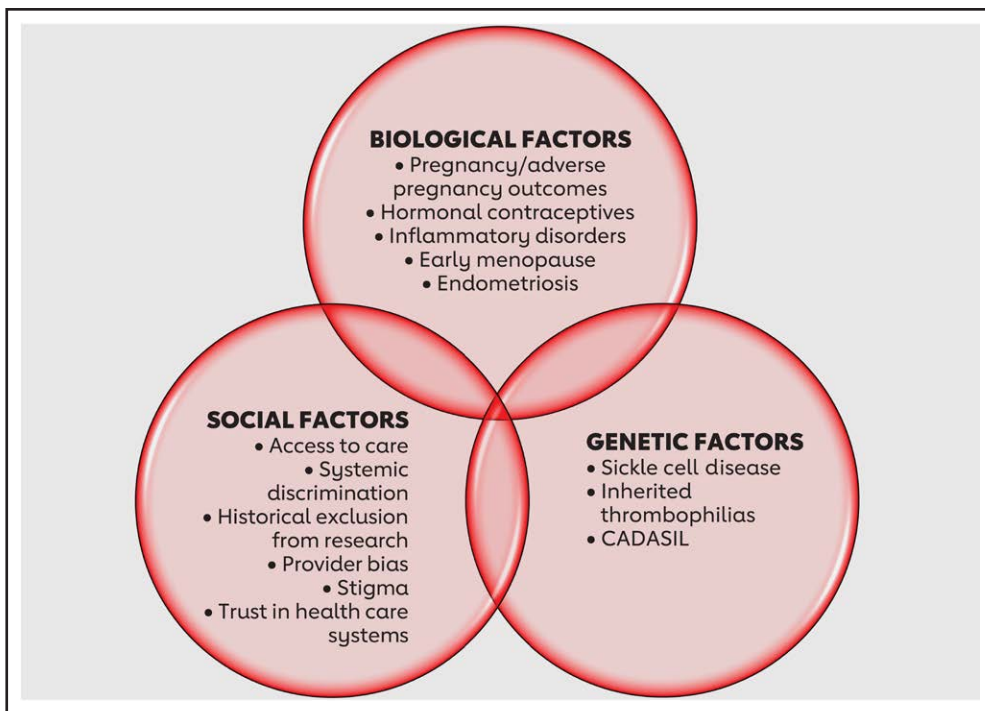 BIOLOGICAL FACTORS
• Pregnancy/adverse
pregnancy outcomes
• Hormonal contraceptives
• Inflammatory disorders
• Early menopause
• Endometriosis
SOCIAL FACTORS
• Access to care
• Systemic
discrimination
• Historical exclusion
from research
• Provider bias
• Stigma
• Trust in health care
systems
GENETIC FACTORS
• Sickle cell disease
• Inherited
thrombophilias
• CADASIL